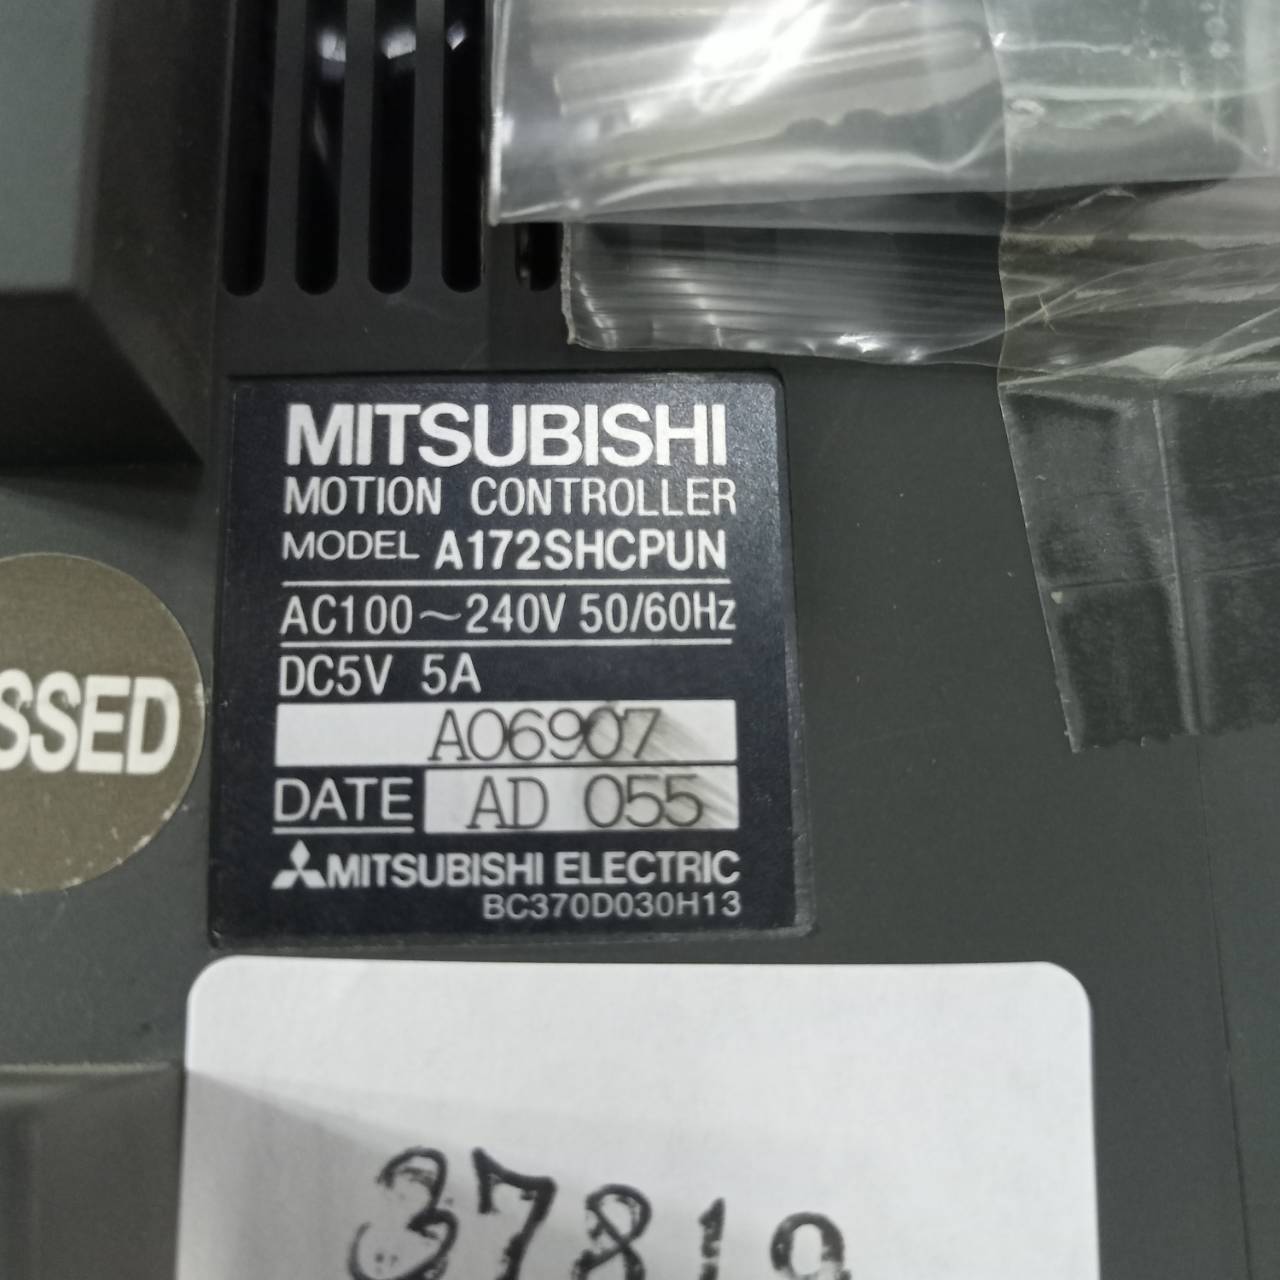 MITSUBISHI
MOTION CONTROLLER
MODEL A172SHCPUN
AC100~240V 50/60Hz
DC5V 5A
A06907
DATE AD 055
MITSUBISHI ELECTRIC
BC370D030H13
SSED
37819